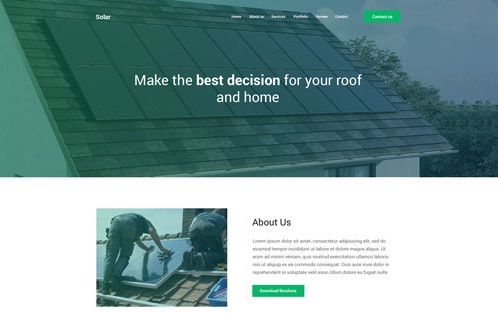 Solar
Home About us Services Portfolio Review Contact Contact us
Make the best decision for your roof
and home
About Us
Lorem ipsum dolor sit amet, consectetur adipisicing elit, sed do
eiusmod tempor incididunt ut labore et dolore magna aliqua. Ut
enim ad minim veniam, quis nostrud exercitation ullamco laboris
nisi ut aliquip ex ea commodo consequat. Duis aute irure dolor in
reprehenderit in voluptate velit esse cillum dolore eu fugiat nulla
Download Brochure